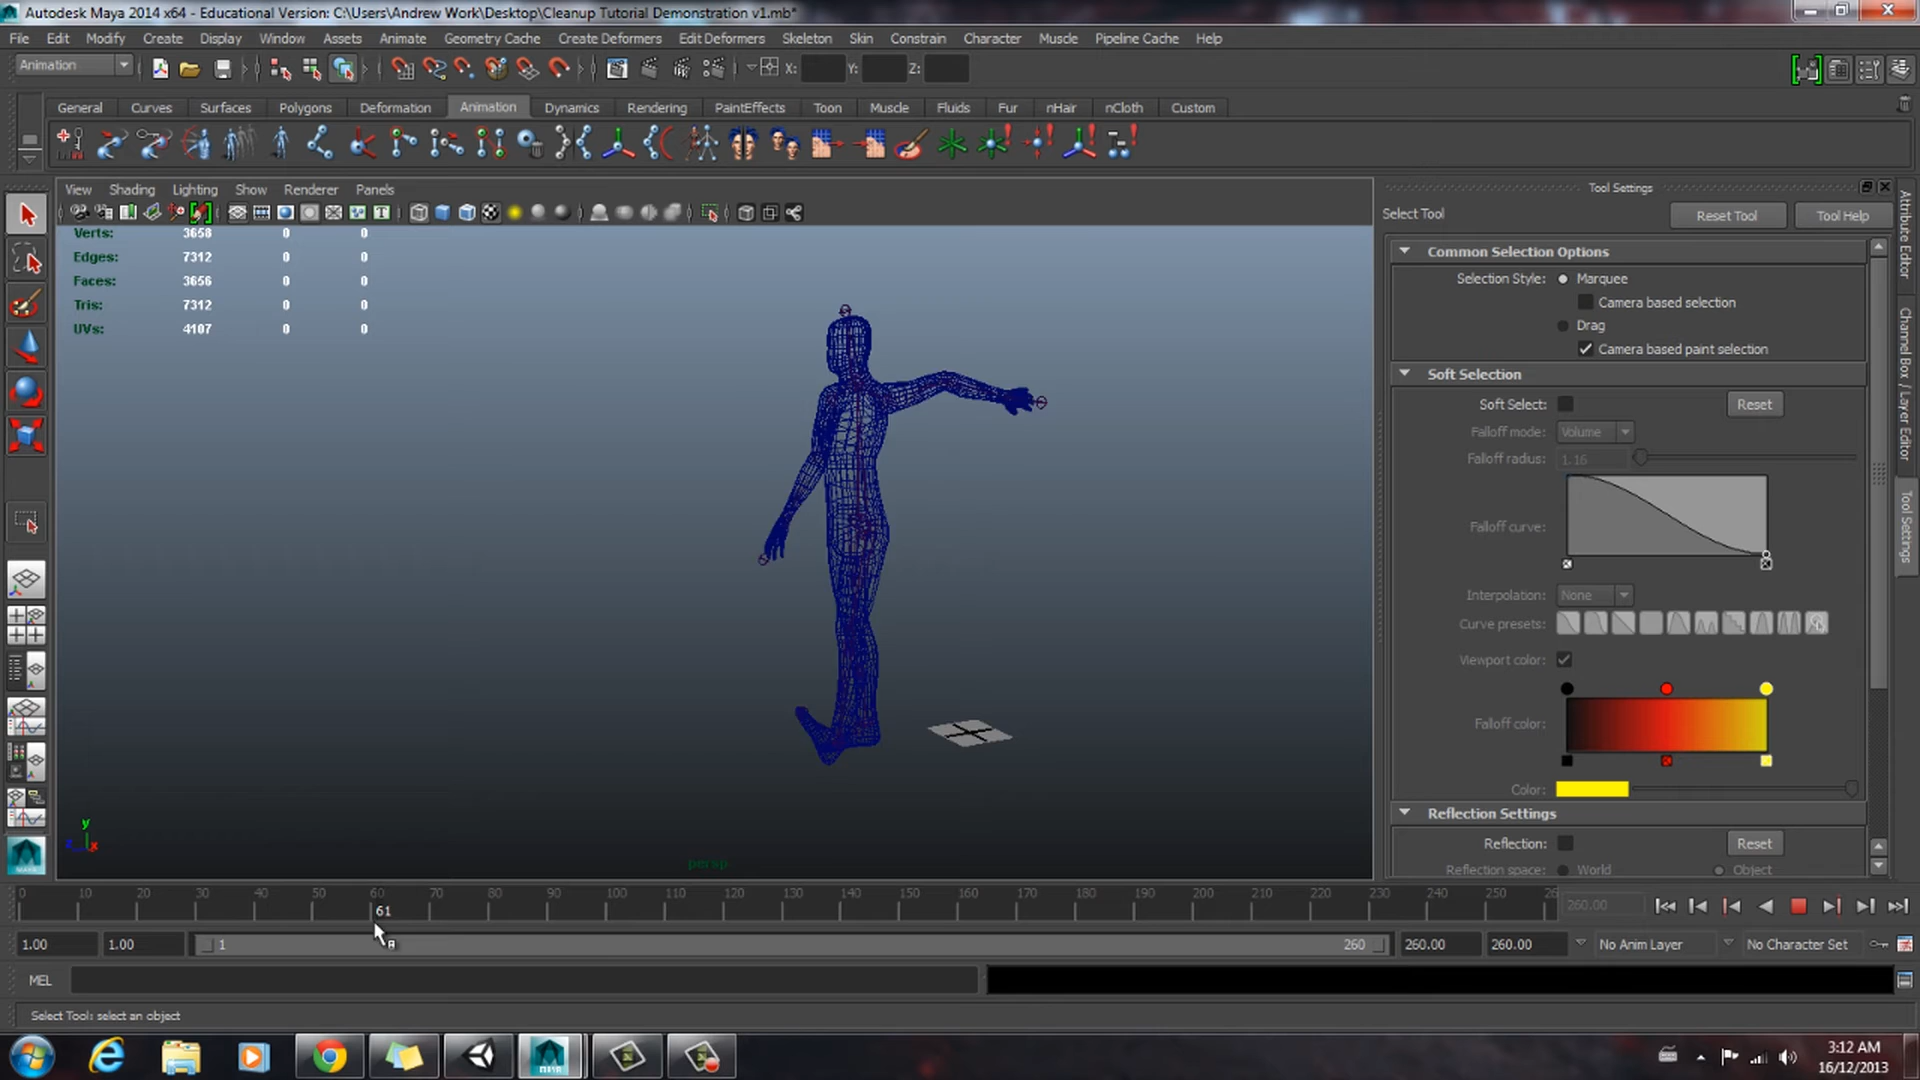 Autodesk Maya 2014 x64 - Educational Version: C:\Users\Andrew Work\Desktop\Cleanup Tutorial Demonstration v1.mb*
File Edit Modify Create Display Window Assets Animate Geometry Cache Create Deformers Edit Deformers Skeleton Skin Constrain Character Muscle Pipeline Cache Help
Animation X: Y: Z:
General Curves Surfaces Polygons Deformation Animation Dynamics Rendering PaintEffects Toon Muscle Fluids Fur nHair nCloth Custom
View Shading Lighting Show Renderer Panels
Verts: 3658 0 0
Edges: 7312 0 0
Faces: 3656 0 0
Tris: 7312 0 0
UVs: 4107 0 0
y
x
persp
Tool Settings
Select Tool Reset Tool Tool Help
Common Selection Options
Selection Style: Marquee
Camera based selection
Drag
Camera based paint selection
Soft Selection
Soft Select: Reset
Falloff mode: Volume
Falloff radius: 1.16
Falloff curve:
Interpolation: None
Curve presets:
Viewport color:
Falloff color:
Color:
Reflection Settings
Reflection: Reset
Reflection space: World Object
Attribute Editor
Channel Box / Layer Editor
Tool Settings
0 10 20 30 40 50 60 70 80 90 100 110 120 130 140 150 160 170 180 190 200 210 220 230 240 250 26
61
260.00
1.00 1.00 1 260 260.00 260.00 No Anim Layer No Character Set
MEL
Select Tool: select an object
3:12 AM
16/12/2013